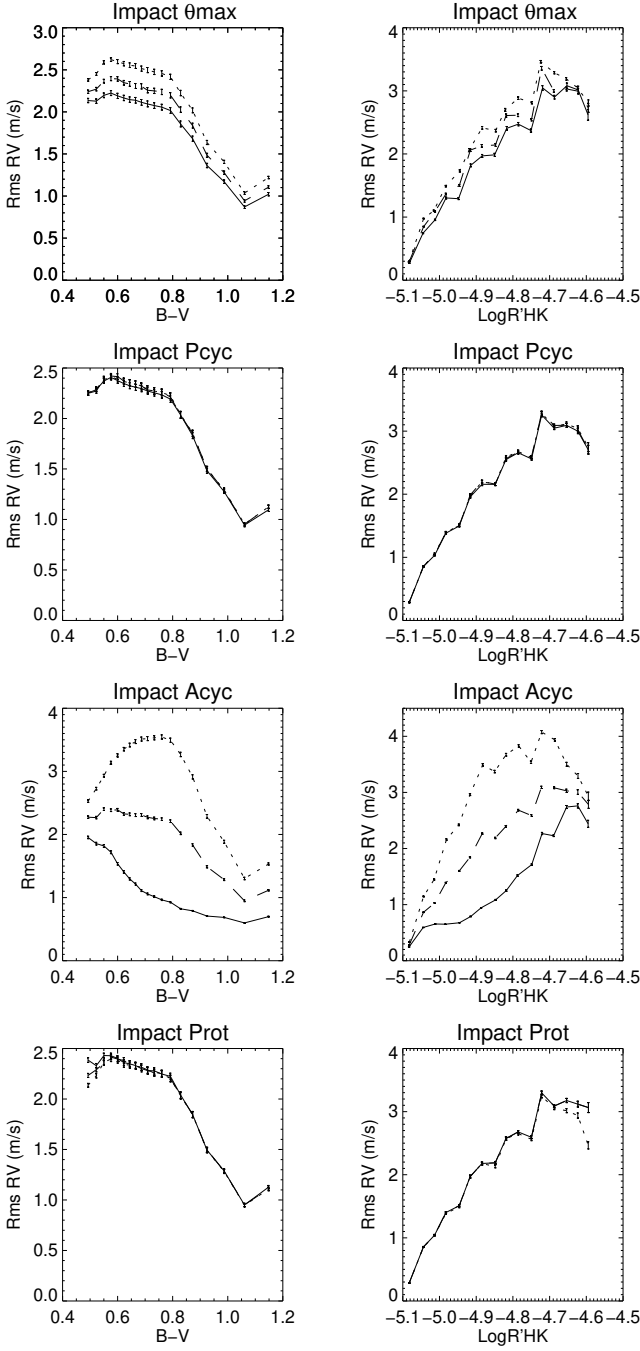 Impact θmax
Rms RV (m/s)
3.0
2.5
2.0
1.5
1.0
0.5
0.0
0.4 0.6 0.8 1.0 1.2
B−V
Impact θmax
Rms RV (m/s)
4
3
2
1
0
−5.1 −5.0 −4.9 −4.8 −4.7 −4.6 −4.5
LogR'HK
Impact Pcyc
Rms RV (m/s)
2.5
2.0
1.5
1.0
0.5
0.0
0.4 0.6 0.8 1.0 1.2
B−V
Impact Pcyc
Rms RV (m/s)
4
3
2
1
0
−5.1 −5.0 −4.9 −4.8 −4.7 −4.6 −4.5
LogR'HK
Impact Acyc
Rms RV (m/s)
4
3
2
1
0
0.4 0.6 0.8 1.0 1.2
B−V
Impact Acyc
Rms RV (m/s)
4
3
2
1
0
−5.1 −5.0 −4.9 −4.8 −4.7 −4.6 −4.5
LogR'HK
Impact Prot
Rms RV (m/s)
2.5
2.0
1.5
1.0
0.5
0.0
0.4 0.6 0.8 1.0 1.2
B−V
Impact Prot
Rms RV (m/s)
4
3
2
1
0
−5.1 −5.0 −4.9 −4.8 −4.7 −4.6 −4.5
LogR'HK